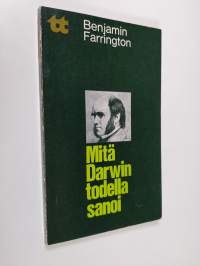 tt
Benjamin
Farrington
Mitä
Darwin
todella
sanoi